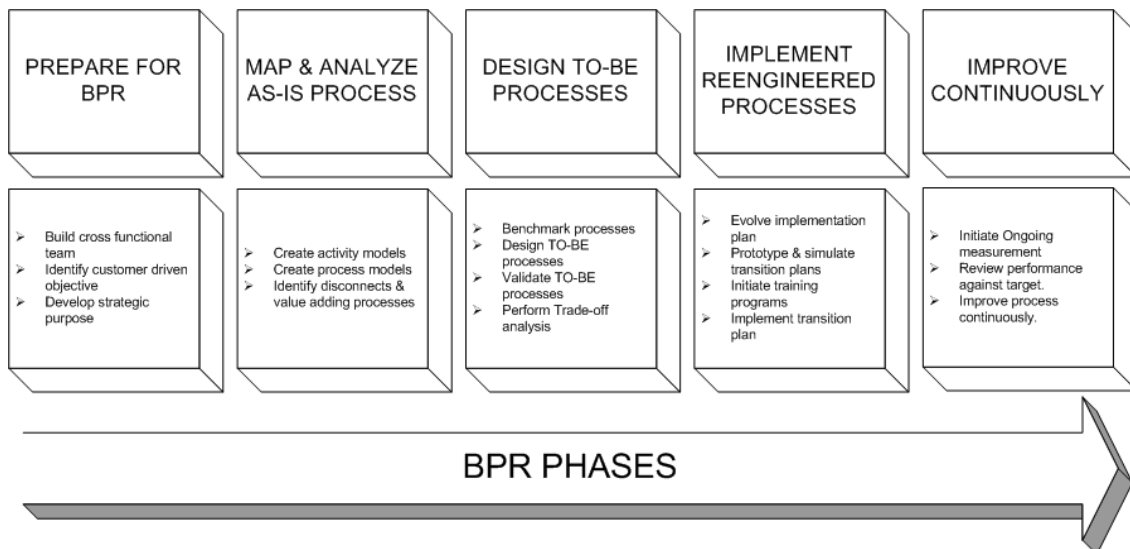 PREPARE FOR
BPR
MAP & ANALYZE
AS-IS PROCESS
DESIGN TO-BE
PROCESSES
IMPLEMENT
REENGINEERED
PROCESSES
IMPROVE
CONTINUOUSLY
➢ Build cross functional
team
➢ Identify customer driven
objective
➢ Develop strategic
purpose
➢ Create activity models
➢ Create process models
➢ Identify disconnects &
value adding processes
➢ Benchmark processes
➢ Design TO-BE
processes
➢ Validate TO-BE
processes
➢ Perform Trade-off
analysis
➢ Evolve implementation
plan
➢ Prototype & simulate
transition plans
➢ Initiate training
programs
➢ Implement transition
plan
➢ Initiate Ongoing
measurement
➢ Review performance
against target.
➢ Improve process
continuously.
BPR PHASES